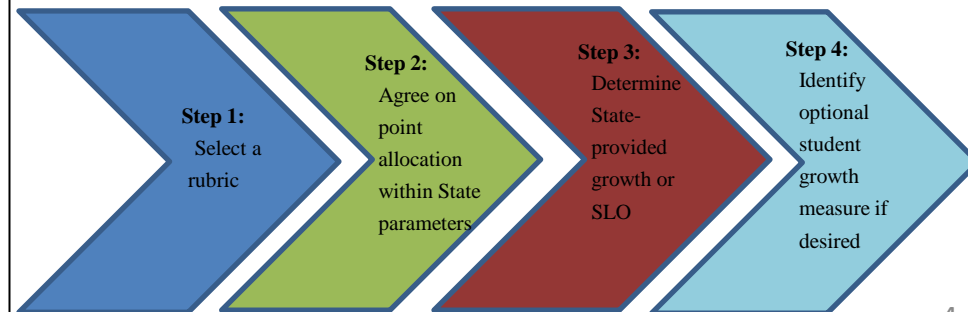 Step 1:
Select a
rubric
Step 2:
Agree on
point
allocation
within State
parameters
Step 3:
Determine
State-
provided
growth or
SLO
Step 4:
Identify
optional
student
growth
measure if
desired